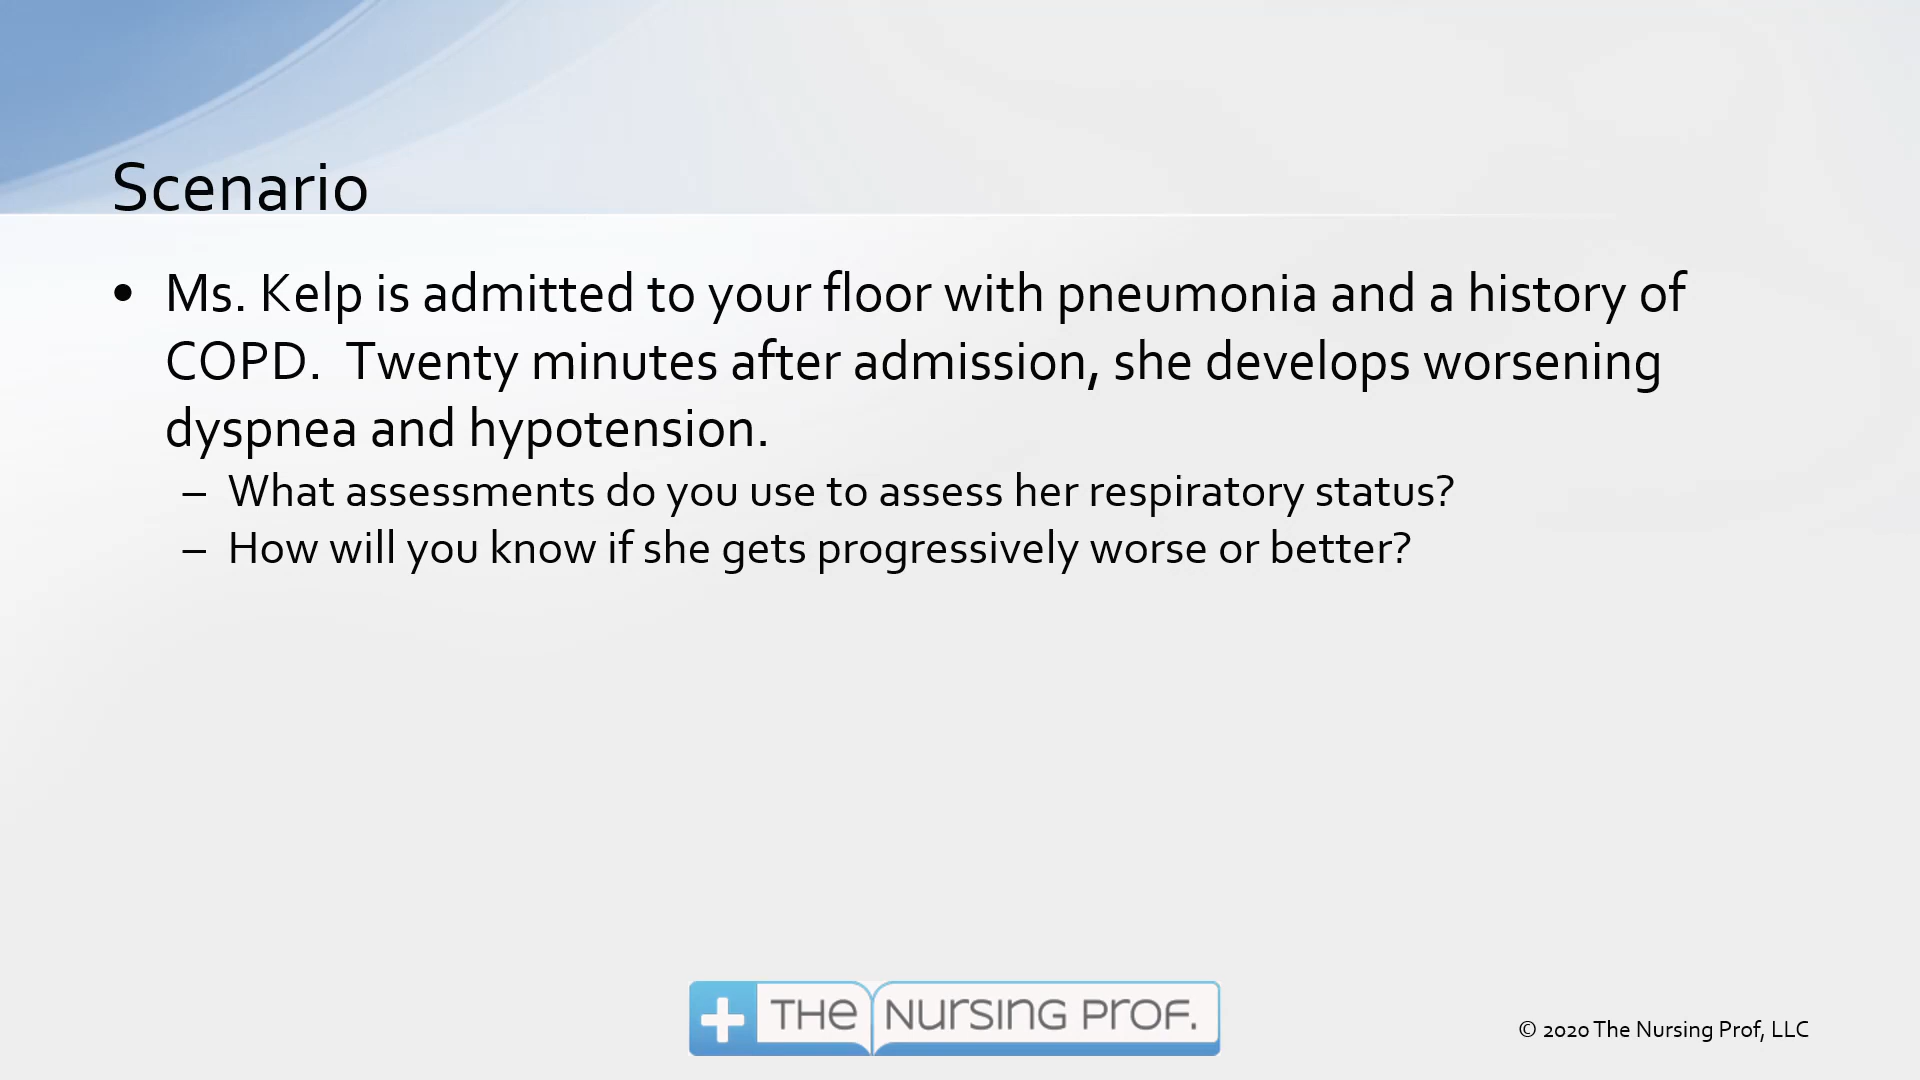 Scenario
• Ms. Kelp is admitted to your floor with pneumonia and a history of
COPD.  Twenty minutes after admission, she develops worsening
dyspnea and hypotension.
– What assessments do you use to assess her respiratory status?
– How will you know if she gets progressively worse or better?
THE NURSING PROF.
© 2020 The Nursing Prof, LLC